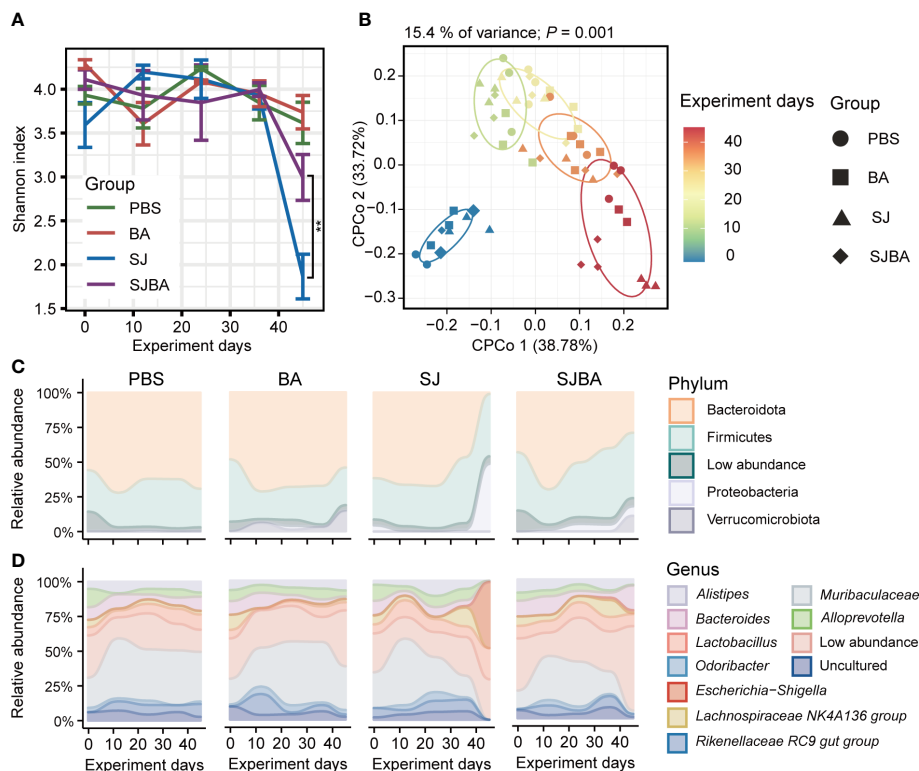 A
4.0
3.5
3.0
2.5
2.0
1.5
Shannon index
Group
PBS
BA
SJ
SJBA
**
0 10 20 30 40
Experiment days
B
15.4 % of variance; P = 0.001
0.2
0.1
0.0
−0.1
−0.2
−0.3
CPCo 2 (33.72%)
−0.2 −0.1 0.0 0.1 0.2
CPCo 1 (38.78%)
Experiment days
40
30
20
10
0
Group
PBS
BA
SJ
SJBA
C
PBS BA SJ SJBA
100%
75%
50%
25%
0%
Relative abundance
Phylum
Bacteroidota
Firmicutes
Low abundance
Proteobacteria
Verrucomicrobiota
D
100%
75%
50%
25%
0%
Relative abundance
0 10 20 30 40 0 10 20 30 40 0 10 20 30 40 0 10 20 30 40
Experiment days Experiment days Experiment days Experiment days
Genus
Alistipes Muribaculaceae
Bacteroides Alloprevotella
Lactobacillus Low abundance
Odoribacter Uncultured
Escherichia−Shigella
Lachnospiraceae NK4A136 group
Rikenellaceae RC9 gut group